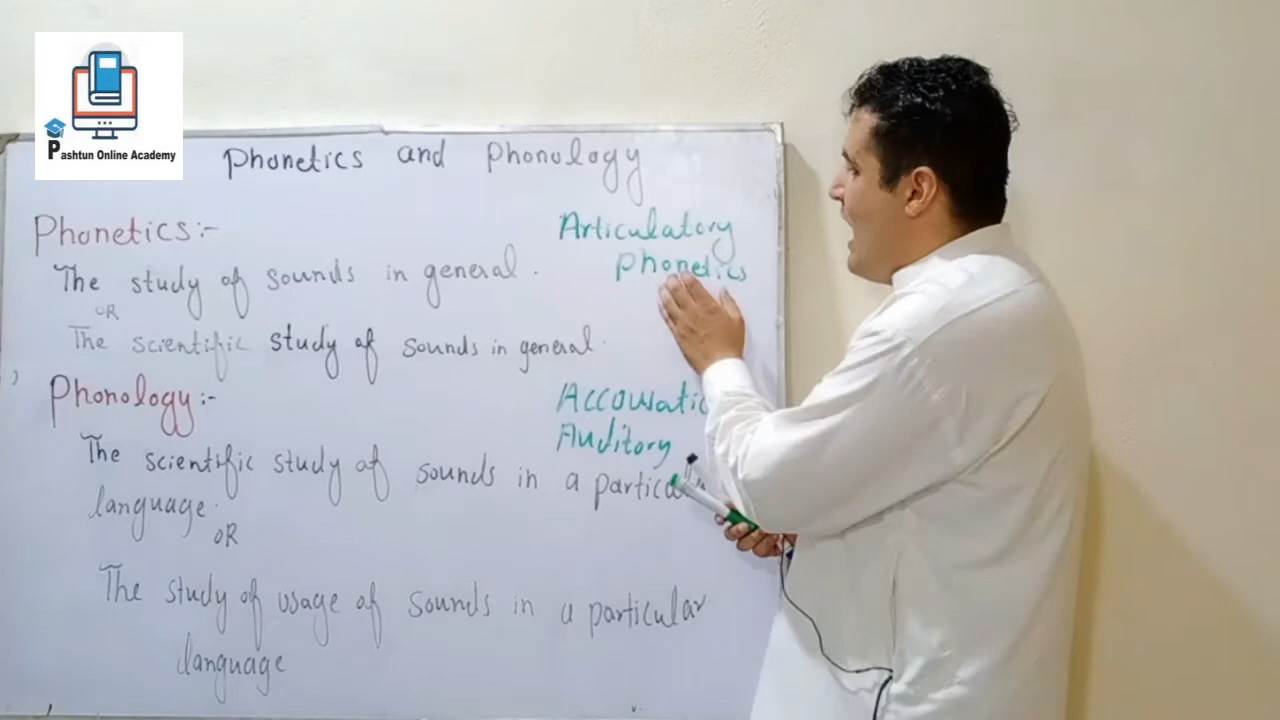 Pashtun Online Academy
Phonetics and Phonology
Phonetics:-
The study of sounds in general.
OR
The scientific study of sounds in general.
Phonology:-
The scientific study of sounds in a particular
language.
OR
The study of usage of sounds in a particular
language
Articulatory
Phonetics
Accousatic
Auditory